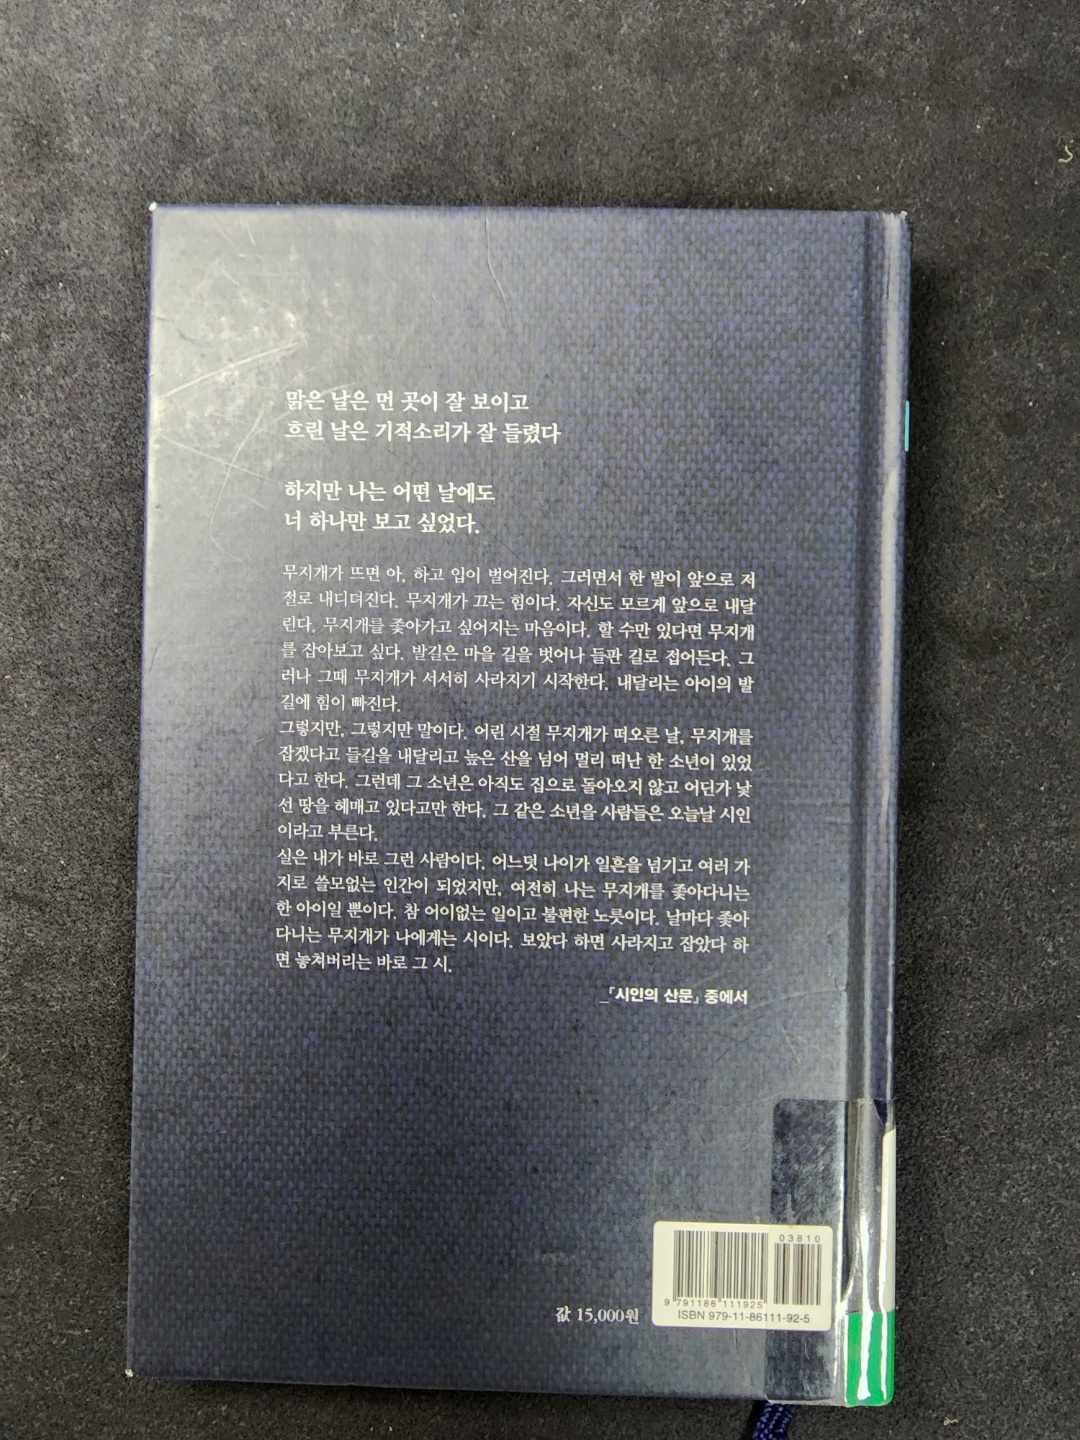 맑은 날은 먼 곳이 잘 보이고
흐린 날은 기적소리가 잘 들렸다
하지만 나는 어떤 날에도
너 하나만 보고 싶었다.
무지개가 뜨면 아, 하고 입이 벌어진다. 그러면서 한 발이 앞으로 저
절로 내디뎌진다. 무지개가 끄는 힘이다. 자신도 모르게 앞으로 내달
린다. 무지개를 좇아가고 싶어지는 마음이다. 할 수만 있다면 무지개
를 잡아보고 싶다. 발길은 마을 길을 벗어나 들판 길로 접어든다. 그
러나 그때 무지개가 서서히 사라지기 시작한다. 내달리는 아이의 발
길에 힘이 빠진다.
그렇지만, 그렇지만 말이다. 어린 시절 무지개가 떠오른 날, 무지개를
잡겠다고 들길을 내달리고 높은 산을 넘어 멀리 떠난 한 소년이 있었
다고 한다. 그런데 그 소년은 아직도 집으로 돌아오지 않고 어딘가 낯
선 땅을 헤매고 있다고만 한다. 그 같은 소년을 사람들은 오늘날 시인
이라고 부른다.
실은 내가 바로 그런 사람이다. 어느덧 나이가 일흔을 넘기고 여러 가
지로 쓸모없는 인간이 되었지만, 여전히 나는 무지개를 좇아다니는
한 아이일 뿐이다. 참 어이없는 일이고 불편한 노릇이다. 날마다 좇아
다니는 무지개가 나에게는 시이다. 보았다 하면 사라지고 잡았다 하
면 놓쳐버리는 바로 그 시.
_「시인의 산문」 중에서
03810
9 791186 111925
값 15,000원
ISBN 979-11-86111-92-5